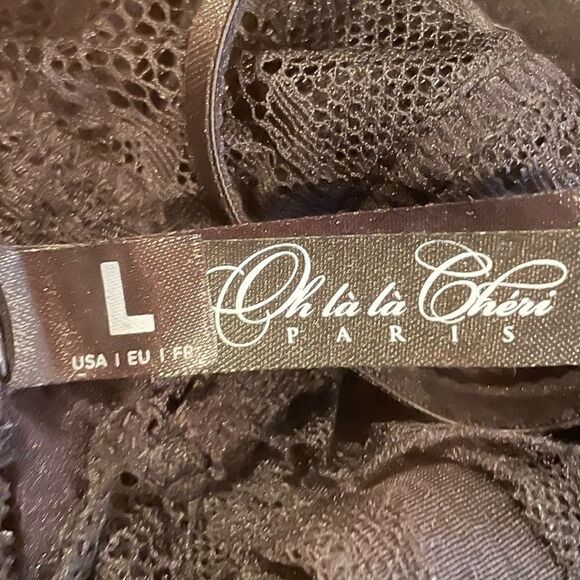 L
USA | EU | FR
Oh là là Chéri
PARIS